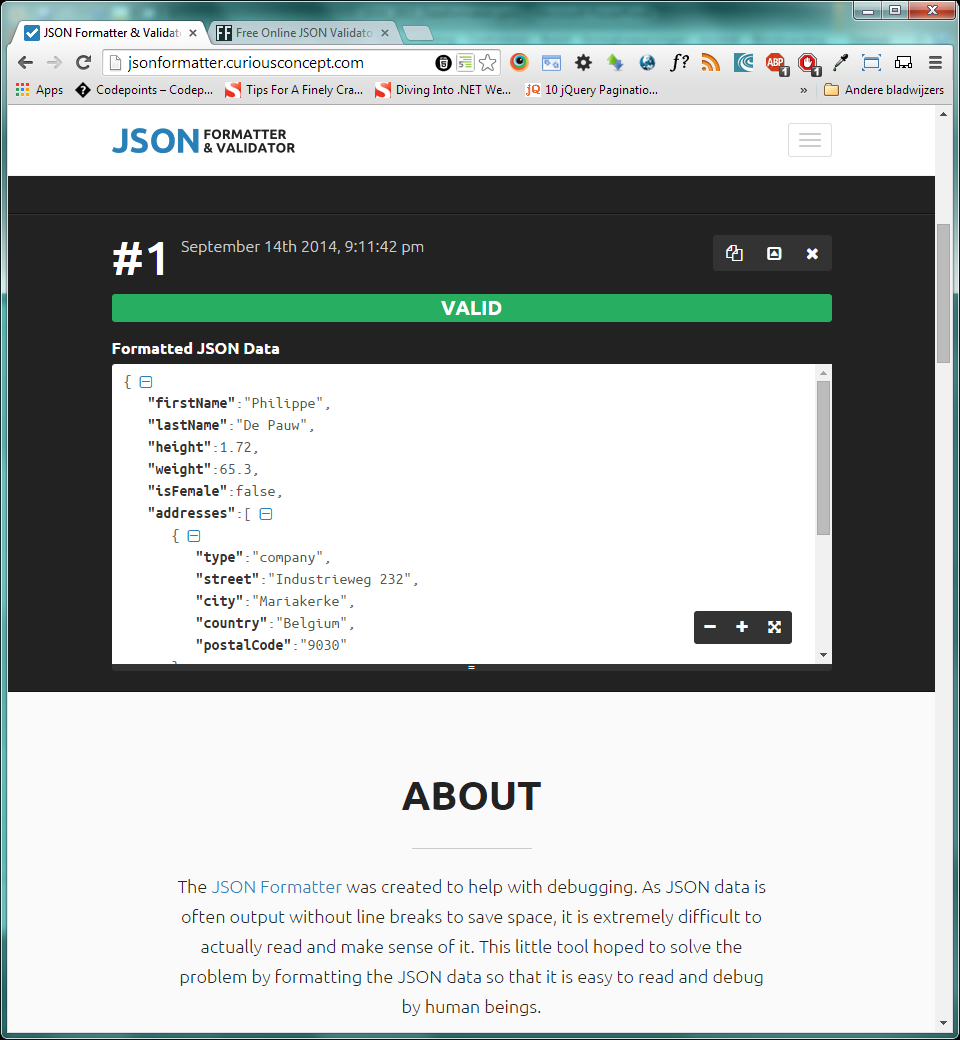 JSON Formatter & Validat
Free Online JSON Validato
jsonformatter.curiousconcept.com
Apps
Codepoints – Codep...
Tips For A Finely Cra...
Diving Into .NET We...
10 jQuery Paginatio...
»
Andere bladwijzers
JSON FORMATTER
& VALIDATOR
#1 September 14th 2014, 9:11:42 pm
VALID
Formatted JSON Data
{
"firstName":"Philippe",
"lastName":"De Pauw",
"height":1.72,
"weight":65.3,
"isFemale":false,
"addresses":[
{
"type":"company",
"street":"Industrieweg 232",
"city":"Mariakerke",
"country":"Belgium",
"postalCode":"9030"
ABOUT
The JSON Formatter was created to help with debugging. As JSON data is
often output without line breaks to save space, it is extremely difficult to
actually read and make sense of it. This little tool hoped to solve the
problem by formatting the JSON data so that it is easy to read and debug
by human beings.